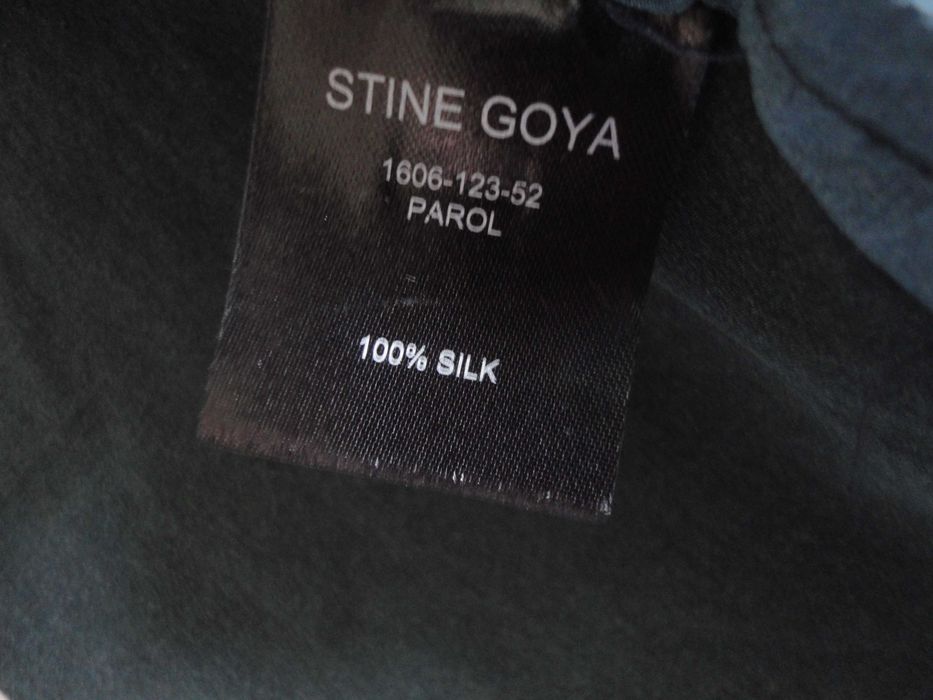 STINE GOYA
1606-123-52
PAROL
100% SILK